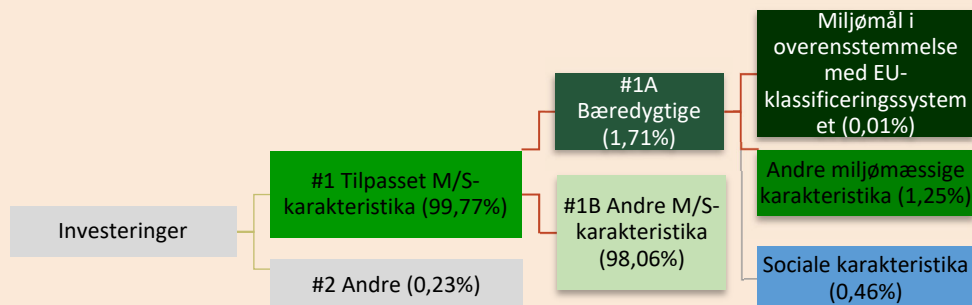 Investeringer
#1 Tilpasset M/S-
karakteristika (99,77%)
#2 Andre (0,23%)
#1A
Bæredygtige
(1,71%)
#1B Andre M/S-
karakteristika
(98,06%)
Miljømål i
overensstemmelse
med EU-
klassificeringssystem
et (0,01%)
Andre miljømæssige
karakteristika (1,25%)
Sociale karakteristika
(0,46%)